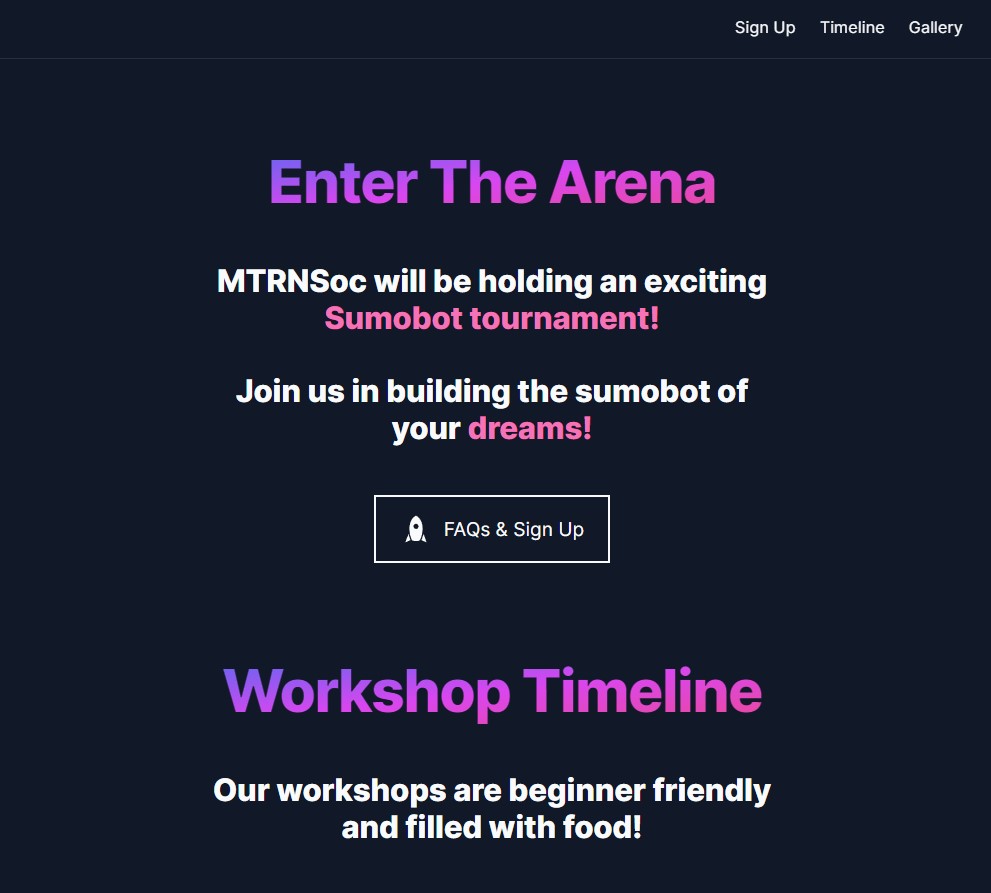 Sign Up Timeline Gallery
Enter The Arena
MTRNSoc will be holding an exciting
Sumobot tournament!
Join us in building the sumobot of
your dreams!
FAQs & Sign Up
Workshop Timeline
Our workshops are beginner friendly
and filled with food!